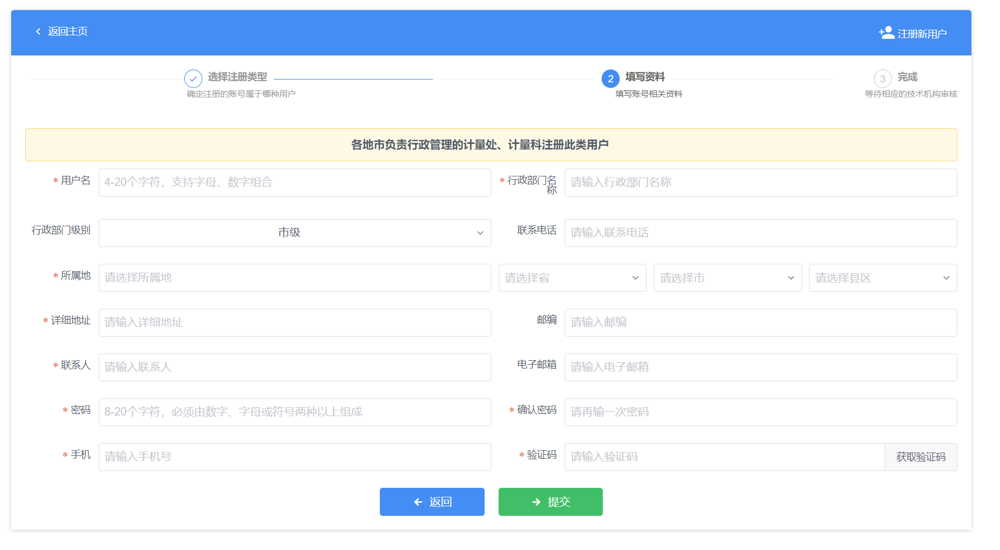 返回主页
注册新用户
选择注册类型
确定注册的账号属于哪种用户
2 填写资料
填写账号相关资料
3 完成
等待相应的技术机构审核
各地市负责行政管理的计量处、计量科注册此类用户
* 用户名 4-20个字符，支持字母、数字组合
* 行政部门名
称
请输入行政部门名称
行政部门级别 市级
联系电话 请输入联系电话
* 所属地 请选择所属地 请选择省 请选择市 请选择县区
* 详细地址 请输入详细地址
邮编 请输入邮编
* 联系人 请输入联系人
电子邮箱 请输入电子邮箱
* 密码 8-20个字符，必须由数字、字母或符号两种以上组成
* 确认密码 请再输一次密码
* 手机 请输入手机号
* 验证码 请输入验证码 获取验证码
返回
提交